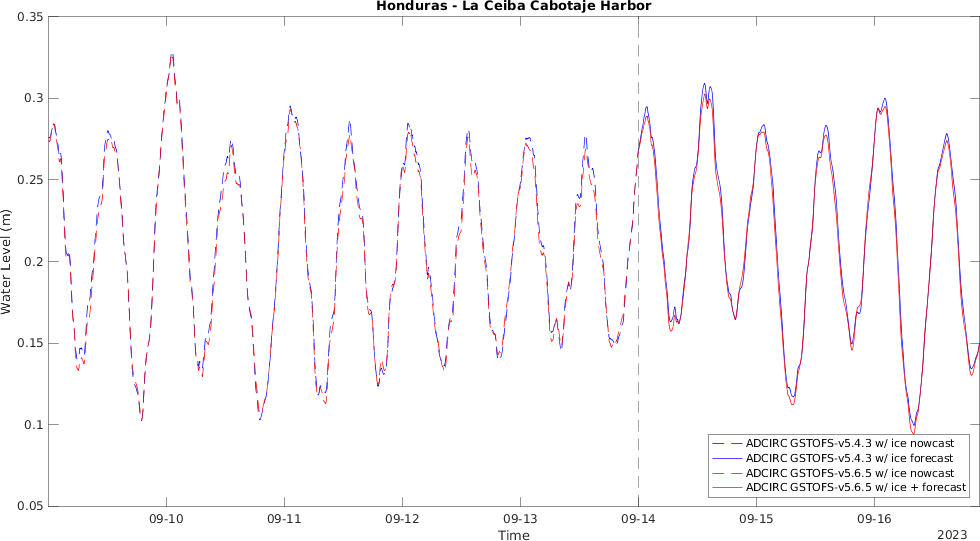 Honduras - La Ceiba Cabotaje Harbor
0.35
0.3
0.25
0.2
0.15
0.1
0.05
Water Level (m)
ADCIRC GSTOFS-v5.4.3 w/ ice nowcast
ADCIRC GSTOFS-v5.4.3 w/ ice forecast
ADCIRC GSTOFS-v5.6.5 w/ ice nowcast
ADCIRC GSTOFS-v5.6.5 w/ ice + forecast
09-10 09-11 09-12 09-13 09-14 09-15 09-16
Time
2023